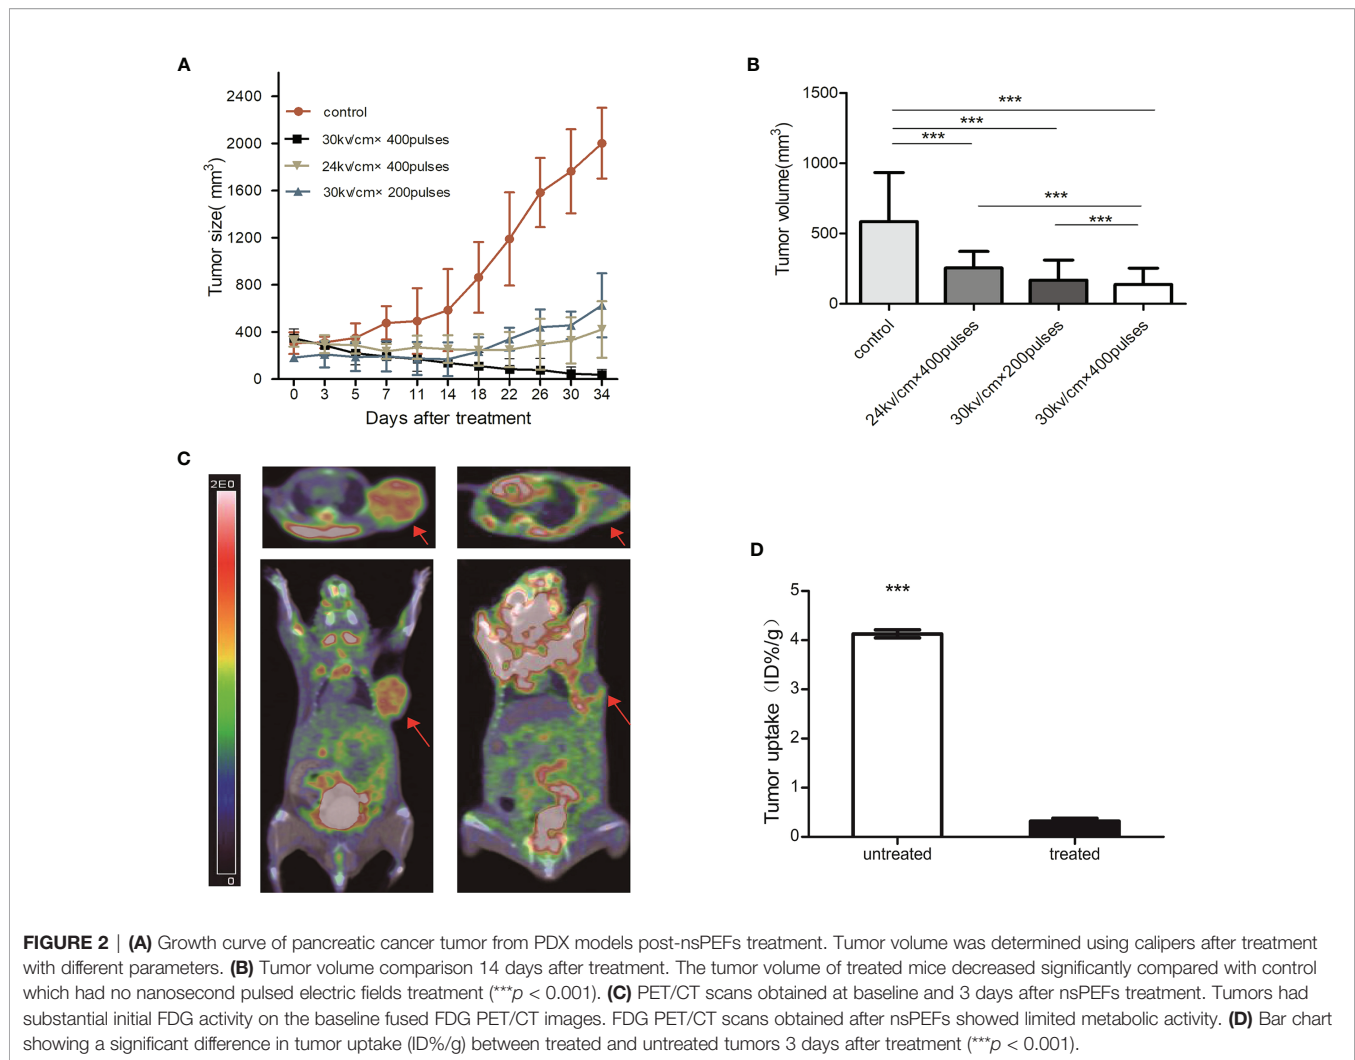 A
2400
2000
1600
1200
800
400
0
Tumor size( mm³)
control
30kv/cm× 400pulses
24kv/cm× 400pulses
30kv/cm× 200pulses
0 3 5 7 11 14 18 22 26 30 34
Days after treatment
B
1500
1000
500
0
Tumor volume(mm³)
***
***
***
***
***
control
24kv/cm×400pulses
30kv/cm×200pulses
30kv/cm×400pulses
C
2E0
0
D
5
4
3
2
1
0
Tumor uptake（ID%/g）
***
untreated treated
FIGURE 2 | (A) Growth curve of pancreatic cancer tumor from PDX models post-nsPEFs treatment. Tumor volume was determined using calipers after treatment
with different parameters. (B) Tumor volume comparison 14 days after treatment. The tumor volume of treated mice decreased significantly compared with control
which had no nanosecond pulsed electric fields treatment (***p < 0.001). (C) PET/CT scans obtained at baseline and 3 days after nsPEFs treatment. Tumors had
substantial initial FDG activity on the baseline fused FDG PET/CT images. FDG PET/CT scans obtained after nsPEFs showed limited metabolic activity. (D) Bar chart
showing a significant difference in tumor uptake (ID%/g) between treated and untreated tumors 3 days after treatment (***p < 0.001).